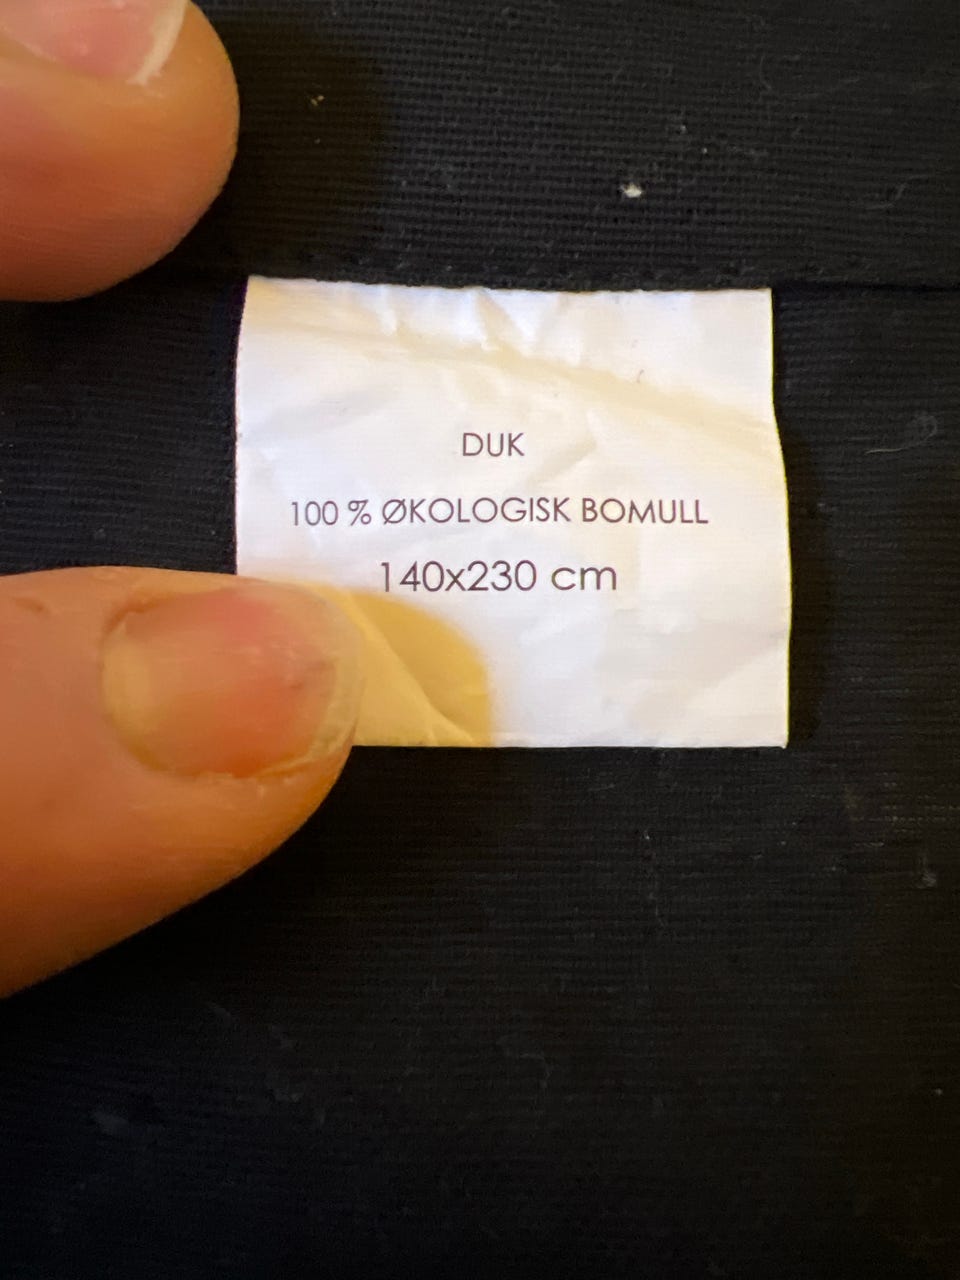 DUK
100 % ØKOLOGISK BOMULL
140x230 cm